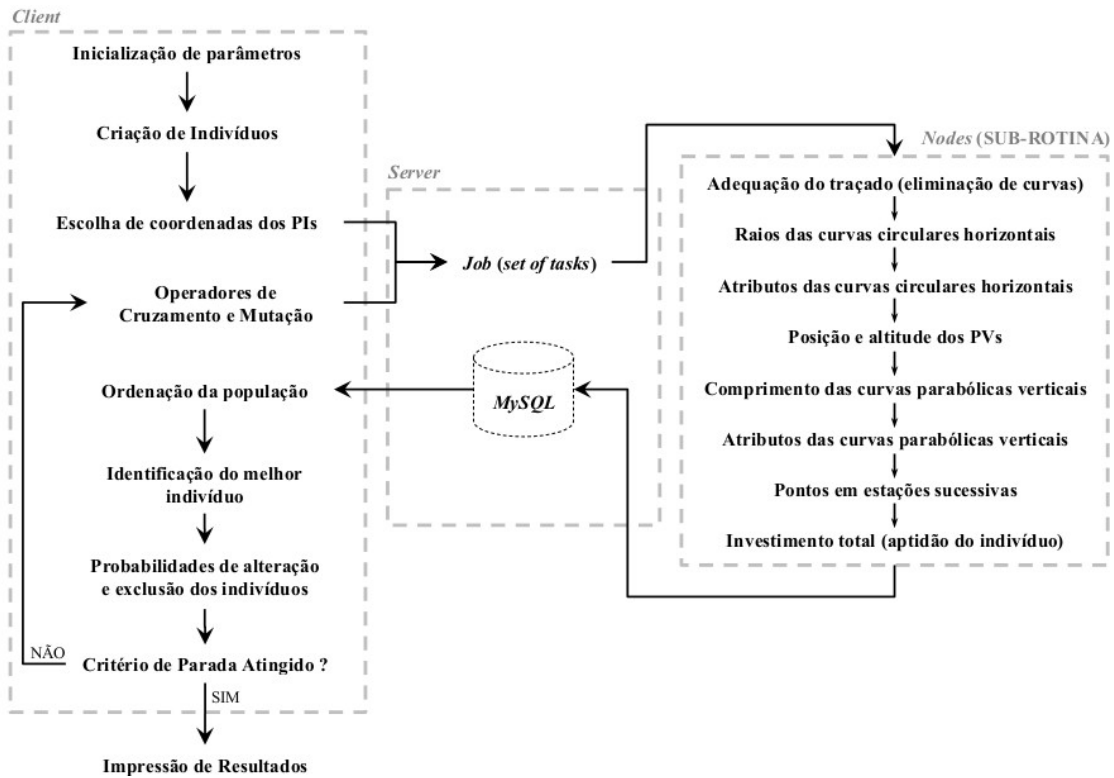 Client
Inicialização de parâmetros
Criação de Indivíduos
Escolha de coordenadas dos PIs
Operadores de
Cruzamento e Mutação
Ordenação da população
Identificação do melhor
indivíduo
Probabilidades de alteração
e exclusão dos indivíduos
NÃO
Critério de Parada Atingido ?
SIM
Impressão de Resultados
Server
Job (set of tasks)
MySQL
Nodes (SUB-ROTINA)
Adequação do traçado (eliminação de curvas)
Raios das curvas circulares horizontais
Atributos das curvas circulares horizontais
Posição e altitude dos PVs
Comprimento das curvas parabólicas verticais
Atributos das curvas parabólicas verticais
Pontos em estações sucessivas
Investimento total (aptidão do indivíduo)